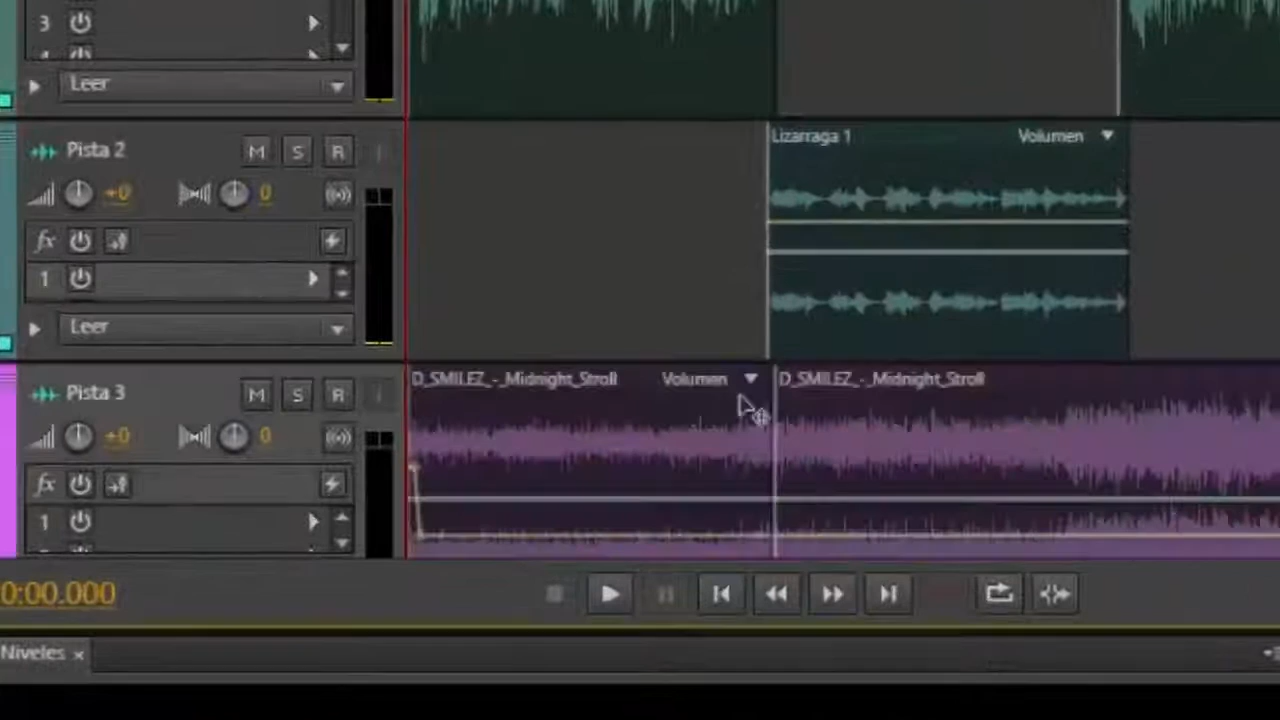 3
Leer
Pista 2
M S R I
+0 0
fx
1
Leer
Lizarraga 1 Volumen
Pista 3
M S R I
+0 0
fx
1
D_SMILEZ_-_Midnight_Stroll Volumen
D_SMILEZ_-_Midnight_Stroll
0:00.000
Niveles ×